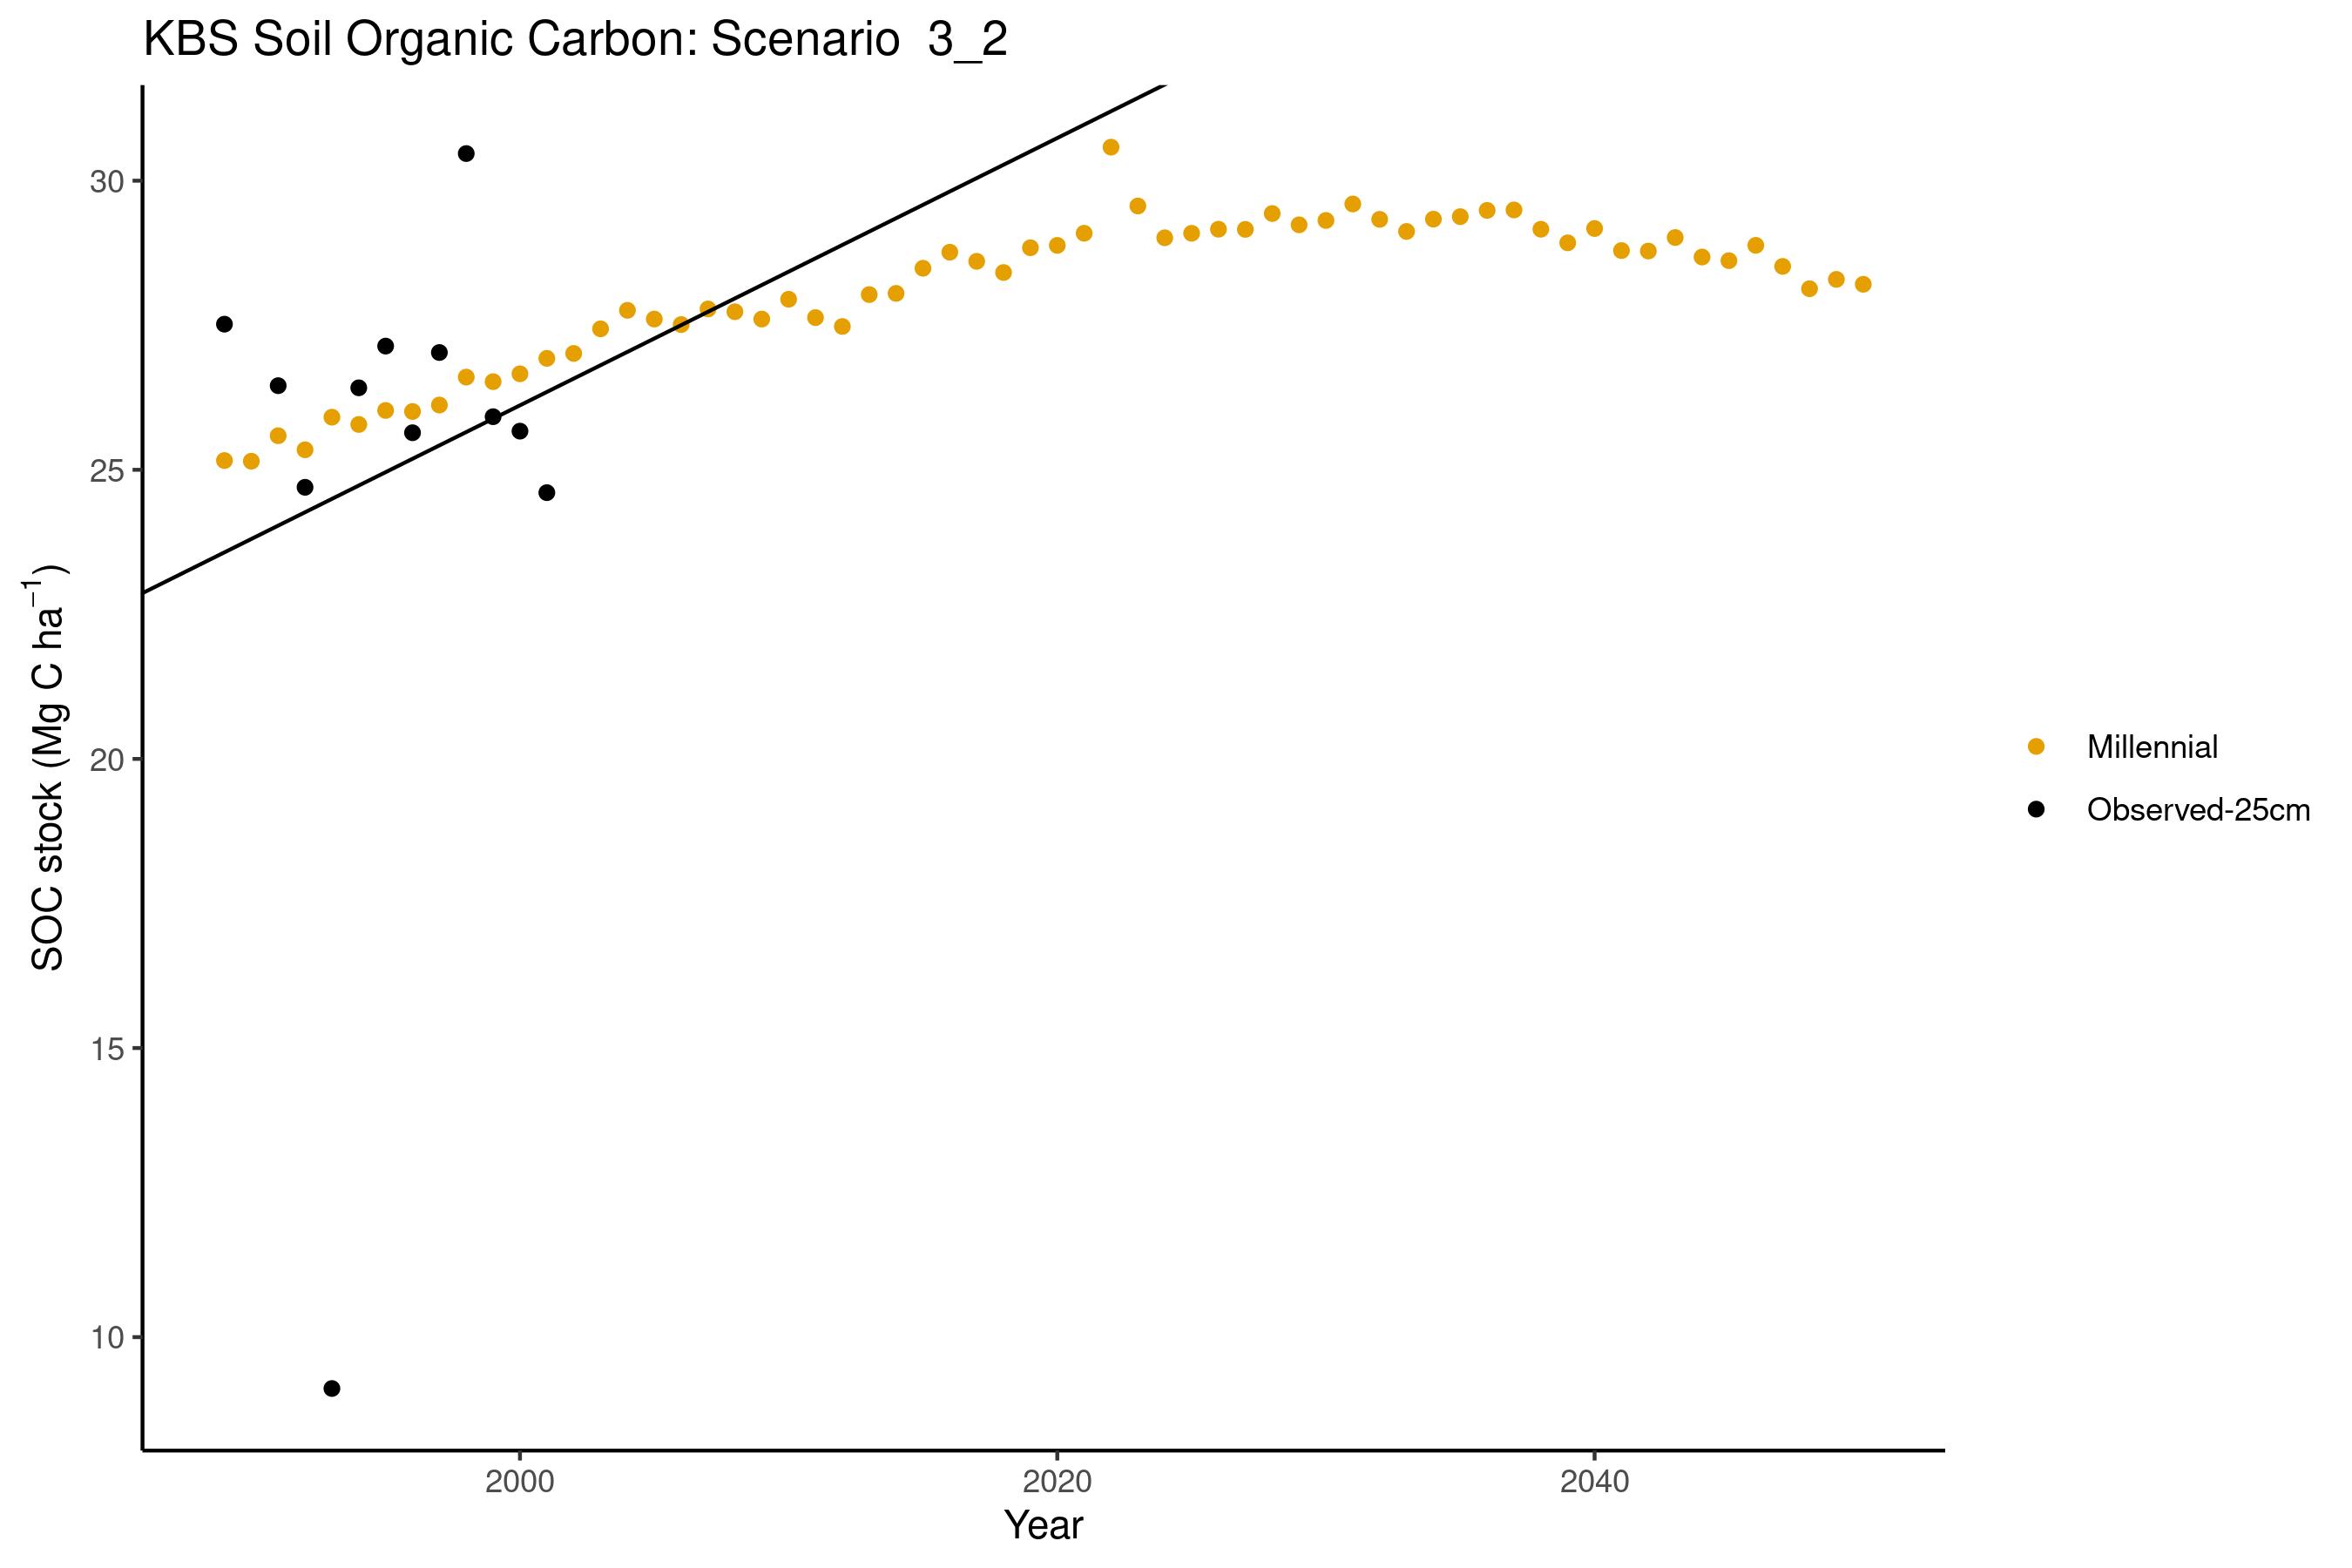 KBS Soil Organic Carbon: Scenario  3_2
SOC stock (Mg C ha⁻¹)
30
25
20
15
10
2000
2020
2040
Year
Millennial
Observed-25cm